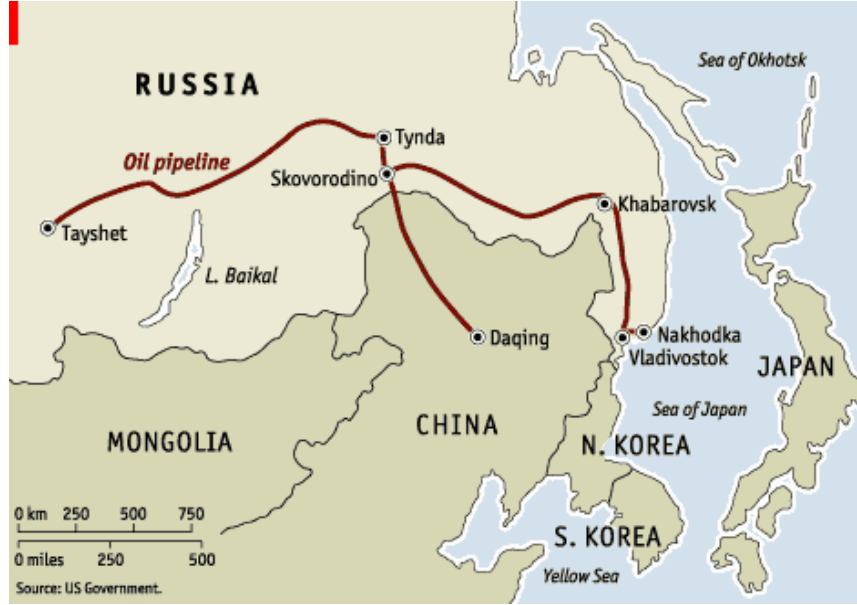 Sea of Okhotsk
RUSSIA
Tynda
Oil pipeline
Skovorodino
Khabarovsk
Tayshet
L. Baikal
Daqing
Nakhodka
Vladivostok
JAPAN
Sea of Japan
CHINA
MONGOLIA
N. KOREA
0 km 250 500 750
S. KOREA
0 miles 250 500
Yellow Sea
Source: US Government.